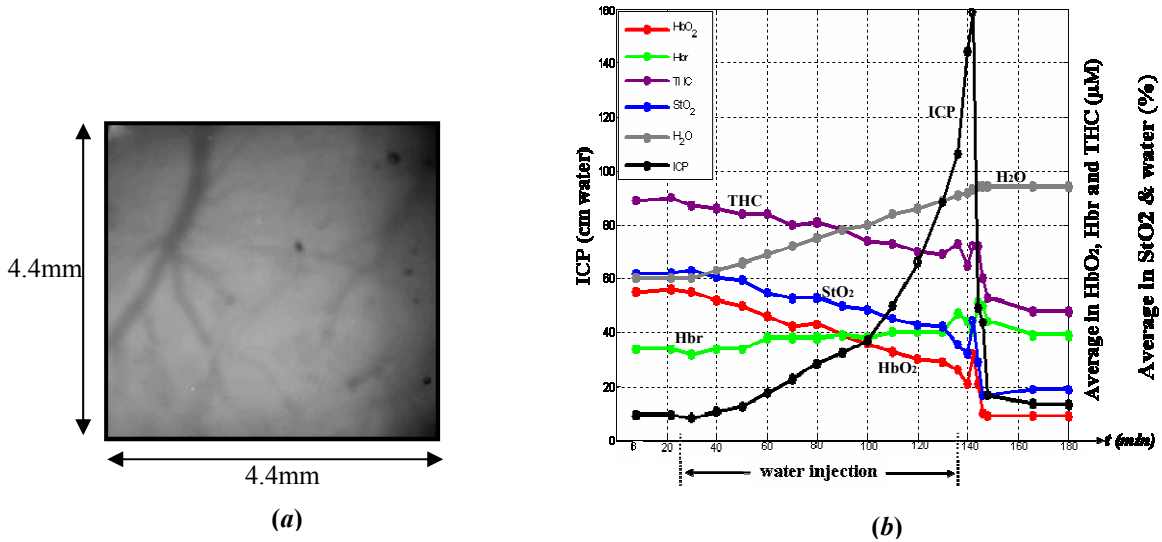 4.4mm
4.4mm
(a)
HbO2
Hbr
THC
StO2
H2O
ICP
160
140
120
100
80
60
40
20
0
ICP (cm water)
THC
StO2
Hbr
HbO2
ICP
H2O
8 20 40 60 80 100 120 140 160 180
t (min)
water injection
Average in HbO2, Hbr and THC (µM)
Average in StO2 & water (%)
(b)